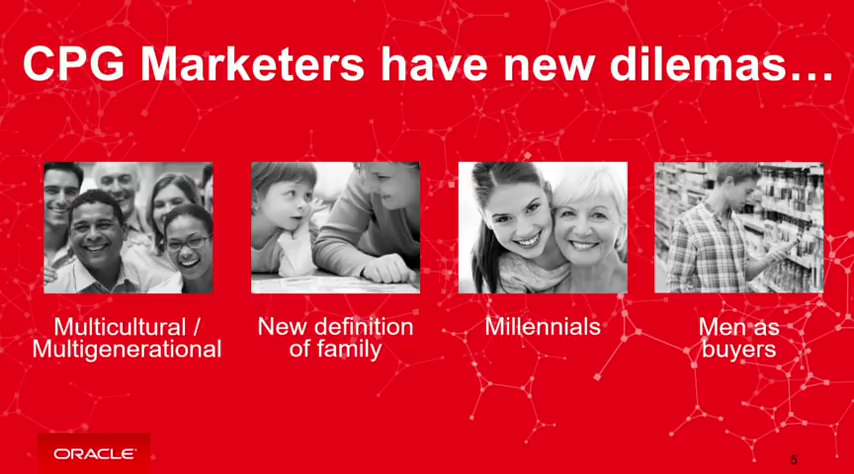 CPG Marketers have new dilemas…
Multicultural /
Multigenerational
New definition
of family
Millennials
Men as
buyers
ORACLE
5